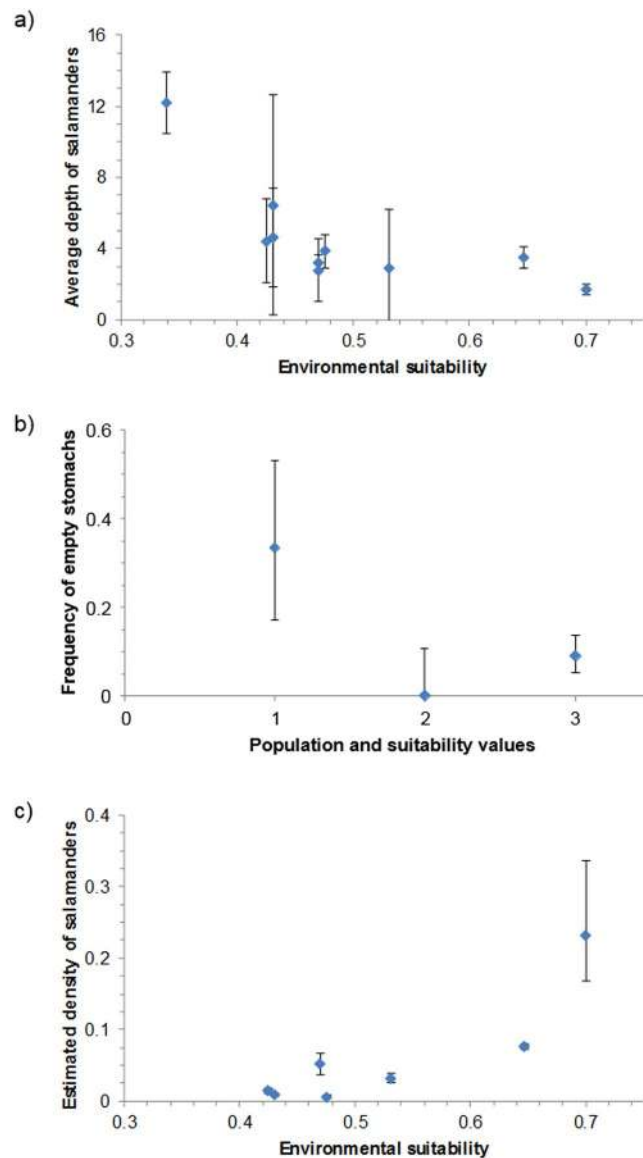 a)
16
12
8
4
0
Average depth of salamanders
0.3 0.4 0.5 0.6 0.7
Environmental suitability
b)
0.6
0.4
0.2
0
Frequency of empty stomachs
0 1 2 3
Population and suitability values
c)
0.4
0.3
0.2
0.1
0
Estimated density of salamanders
0.3 0.4 0.5 0.6 0.7
Environmental suitability